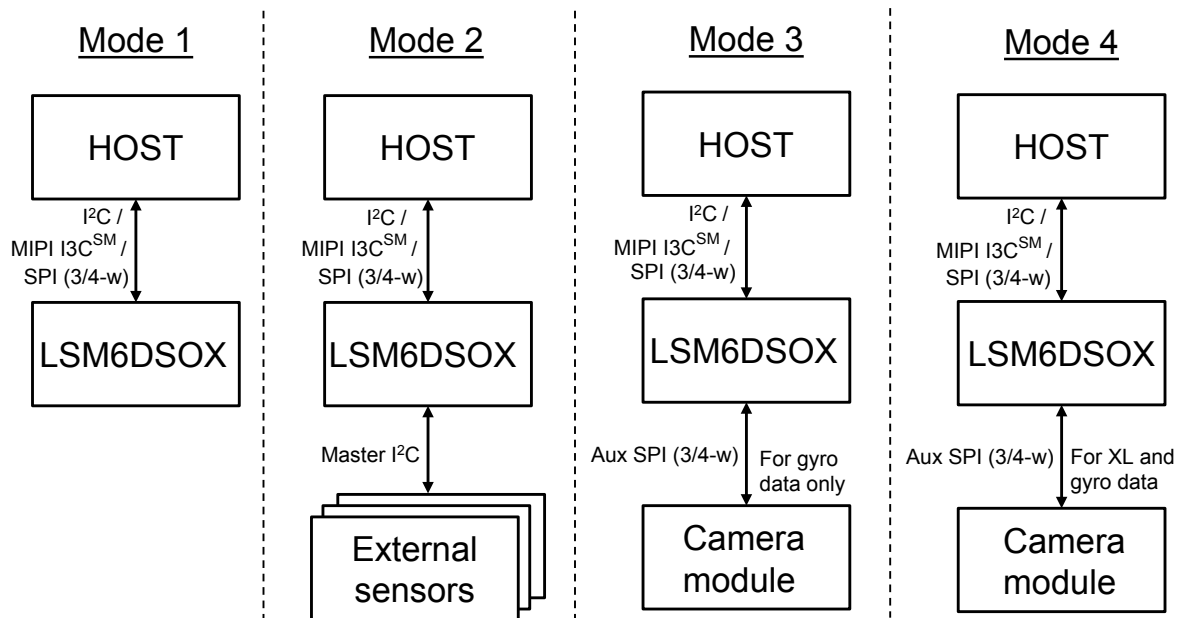 Mode 1
HOST
I²C /
MIPI I3C^SM /
SPI (3/4-w)
LSM6DSOX
Mode 2
HOST
I²C /
MIPI I3C^SM /
SPI (3/4-w)
LSM6DSOX
Master I²C
External
sensors
Mode 3
HOST
I²C /
MIPI I3C^SM /
SPI (3/4-w)
LSM6DSOX
Aux SPI (3/4-w)
For gyro
data only
Camera
module
Mode 4
HOST
I²C /
MIPI I3C^SM /
SPI (3/4-w)
LSM6DSOX
Aux SPI (3/4-w)
For XL and
gyro data
Camera
module